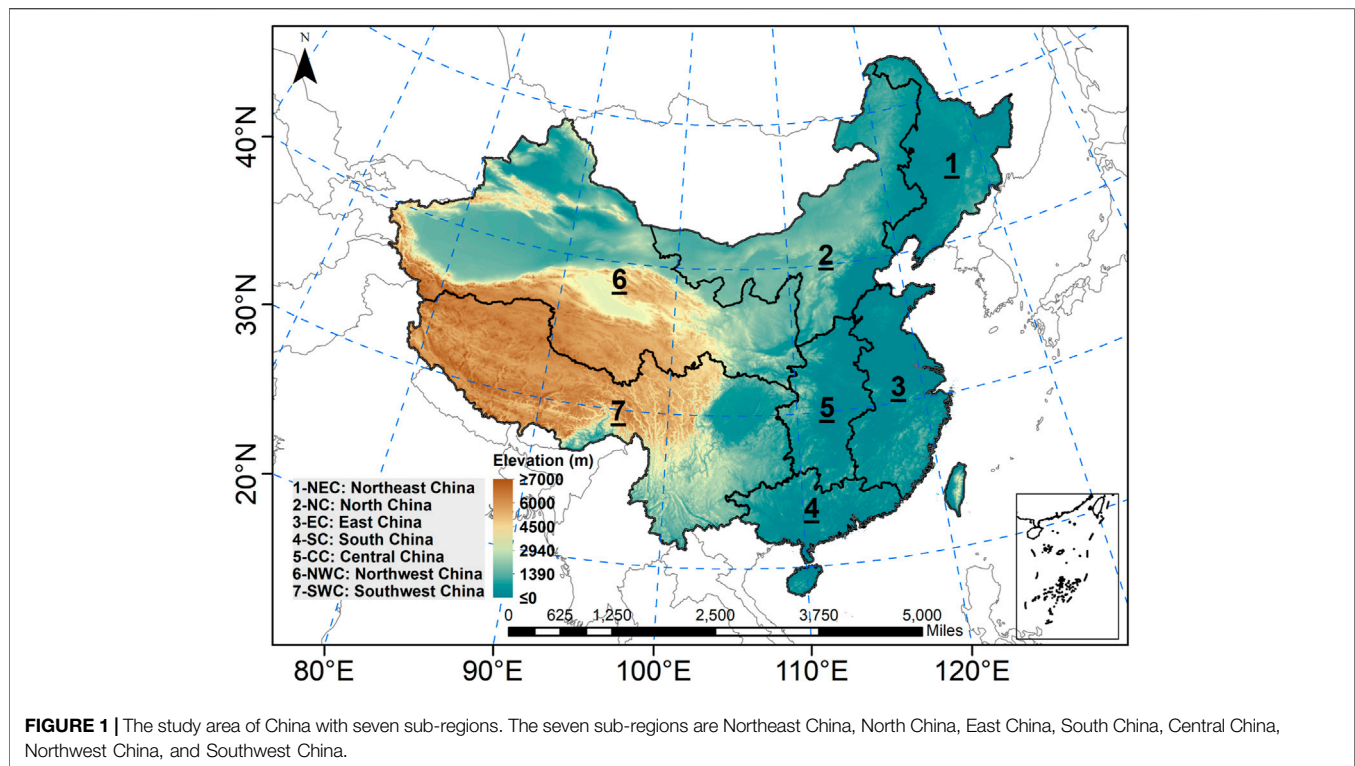 N
40°N
30°N
20°N
1
2
3
4
5
6
7
1-NEC: Northeast China
2-NC: North China
3-EC: East China
4-SC: South China
5-CC: Central China
6-NWC: Northwest China
7-SWC: Southwest China
Elevation (m)
≥7000
6000
4500
2940
1390
≤0
0 625 1,250 2,500 3,750 5,000
Miles
80°E 90°E 100°E 110°E 120°E
FIGURE 1 | The study area of China with seven sub-regions. The seven sub-regions are Northeast China, North China, East China, South China, Central China,
Northwest China, and Southwest China.